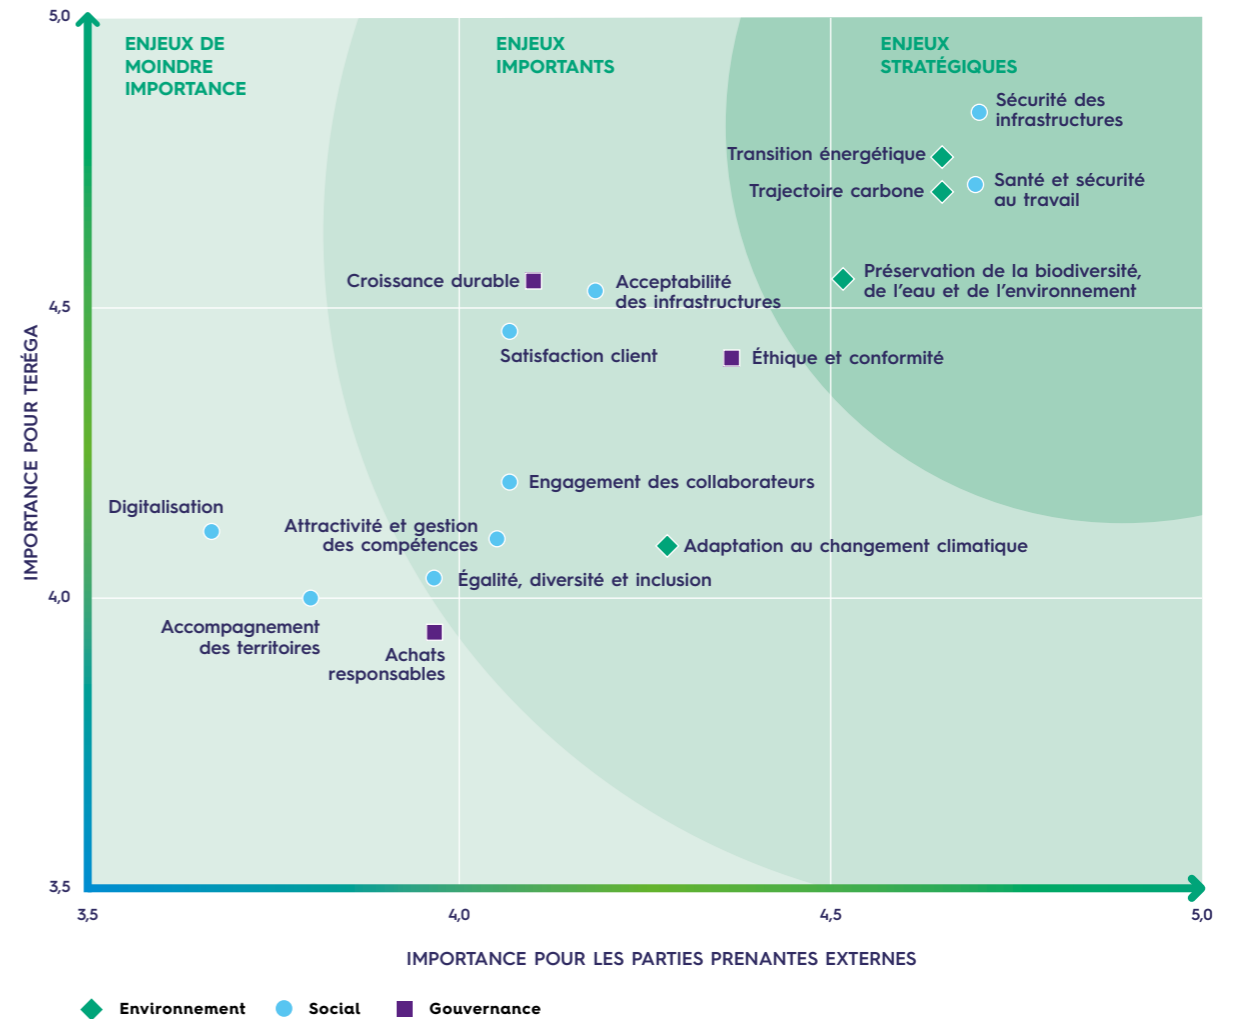 5,0
ENJEUX DE
MOINDRE
IMPORTANCE
ENJEUX
IMPORTANTS
ENJEUX
STRATÉGIQUES
Sécurité des
infrastructures
Transition énergétique
Trajectoire carbone
Santé et sécurité
au travail
Préservation de la biodiversité,
de l'eau et de l'environnement
Croissance durable
Acceptabilité
des infrastructures
4,5
Satisfaction client
Éthique et conformité
IMPORTANCE POUR TERÉGA
Engagement des collaborateurs
Digitalisation
Attractivité et gestion
des compétences
Adaptation au changement climatique
Égalité, diversité et inclusion
4,0
Accompagnement
des territoires
Achats
responsables
3,5
3,5
4,0
4,5
5,0
IMPORTANCE POUR LES PARTIES PRENANTES EXTERNES
Environnement
Social
Gouvernance